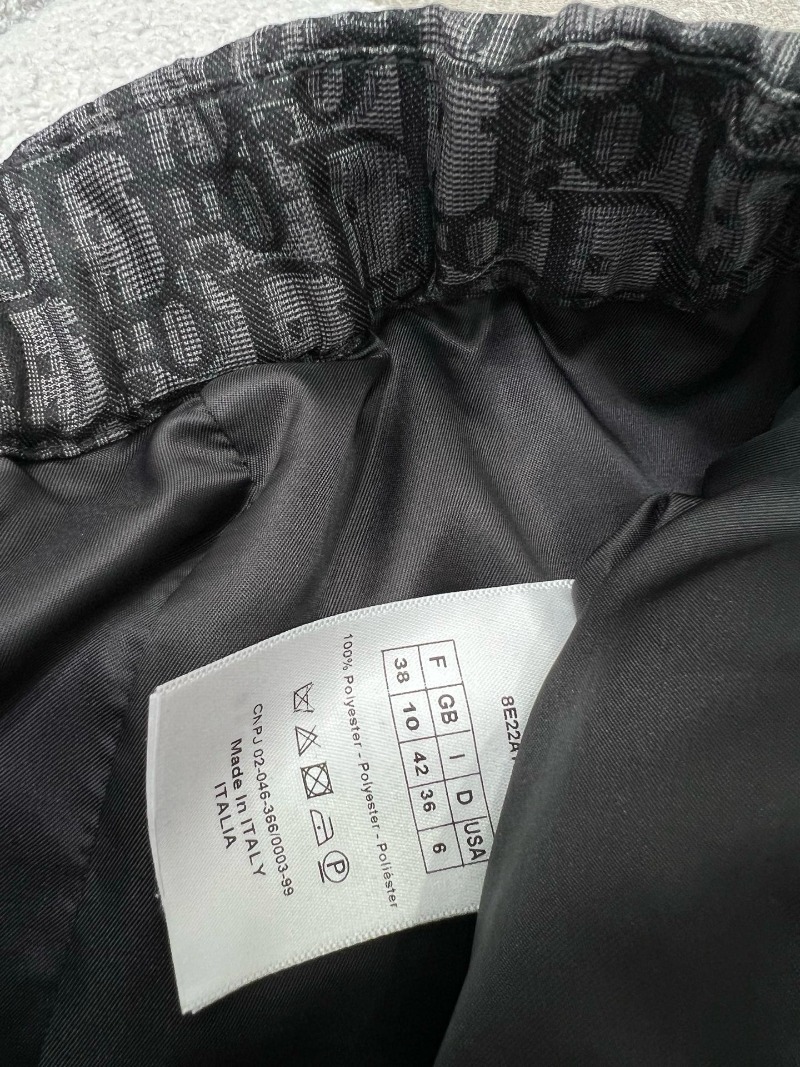 8E22A
F GB I D USA
38 10 42 36 6
100% Polyester - Polyester - Poliéster
P
CNPJ 02-046-366/0003-99
Made in ITALY
ITALIA